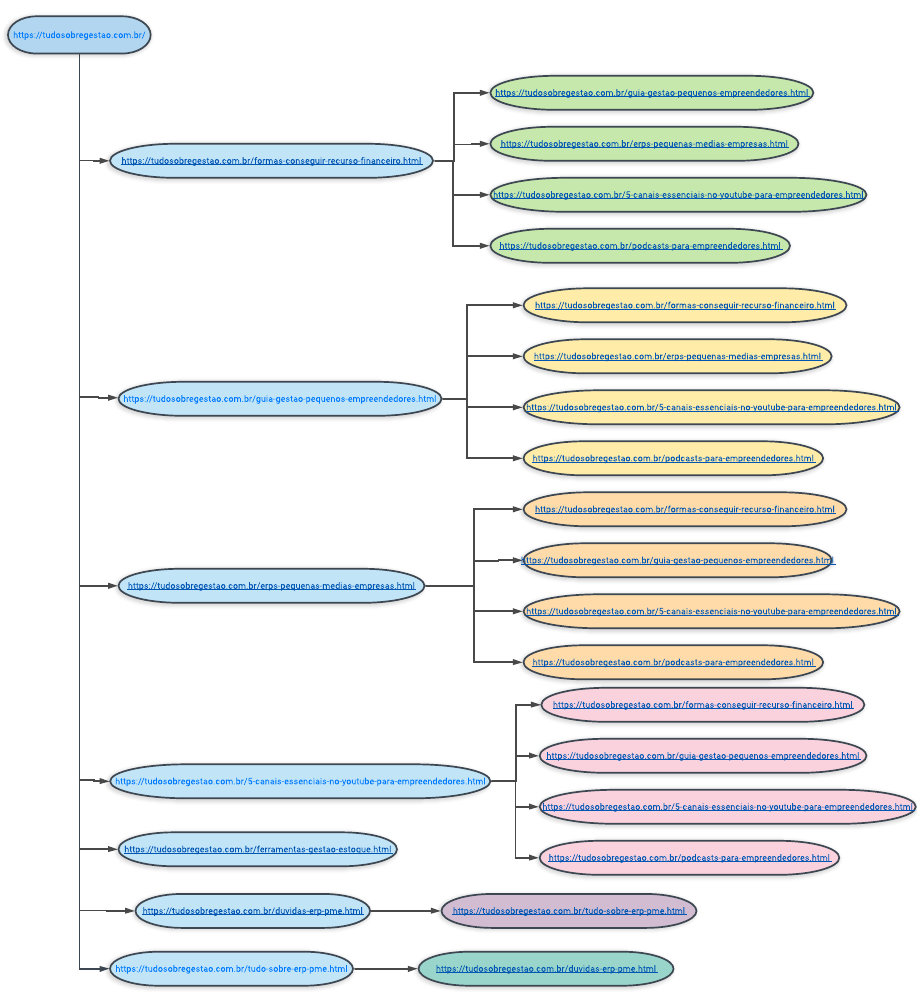 https://tudosobregestao.com.br/
https://tudosobregestao.com.br/formas-conseguir-recurso-financeiro.html
https://tudosobregestao.com.br/guia-gestao-pequenos-empreendedores.html
https://tudosobregestao.com.br/erps-pequenas-medias-empresas.html
https://tudosobregestao.com.br/5-canais-essenciais-no-youtube-para-empreendedores.html
https://tudosobregestao.com.br/podcasts-para-empreendedores.html
https://tudosobregestao.com.br/guia-gestao-pequenos-empreendedores.html
https://tudosobregestao.com.br/formas-conseguir-recurso-financeiro.html
https://tudosobregestao.com.br/erps-pequenas-medias-empresas.html
https://tudosobregestao.com.br/5-canais-essenciais-no-youtube-para-empreendedores.html
https://tudosobregestao.com.br/podcasts-para-empreendedores.html
https://tudosobregestao.com.br/erps-pequenas-medias-empresas.html
https://tudosobregestao.com.br/formas-conseguir-recurso-financeiro.html
https://tudosobregestao.com.br/guia-gestao-pequenos-empreendedores.html
https://tudosobregestao.com.br/5-canais-essenciais-no-youtube-para-empreendedores.html
https://tudosobregestao.com.br/podcasts-para-empreendedores.html
https://tudosobregestao.com.br/5-canais-essenciais-no-youtube-para-empreendedores.html
https://tudosobregestao.com.br/formas-conseguir-recurso-financeiro.html
https://tudosobregestao.com.br/guia-gestao-pequenos-empreendedores.html
https://tudosobregestao.com.br/5-canais-essenciais-no-youtube-para-empreendedores.html
https://tudosobregestao.com.br/podcasts-para-empreendedores.html
https://tudosobregestao.com.br/ferramentas-gestao-estoque.html
https://tudosobregestao.com.br/duvidas-erp-pme.html
https://tudosobregestao.com.br/tudo-sobre-erp-pme.html
https://tudosobregestao.com.br/tudo-sobre-erp-pme.html
https://tudosobregestao.com.br/duvidas-erp-pme.html